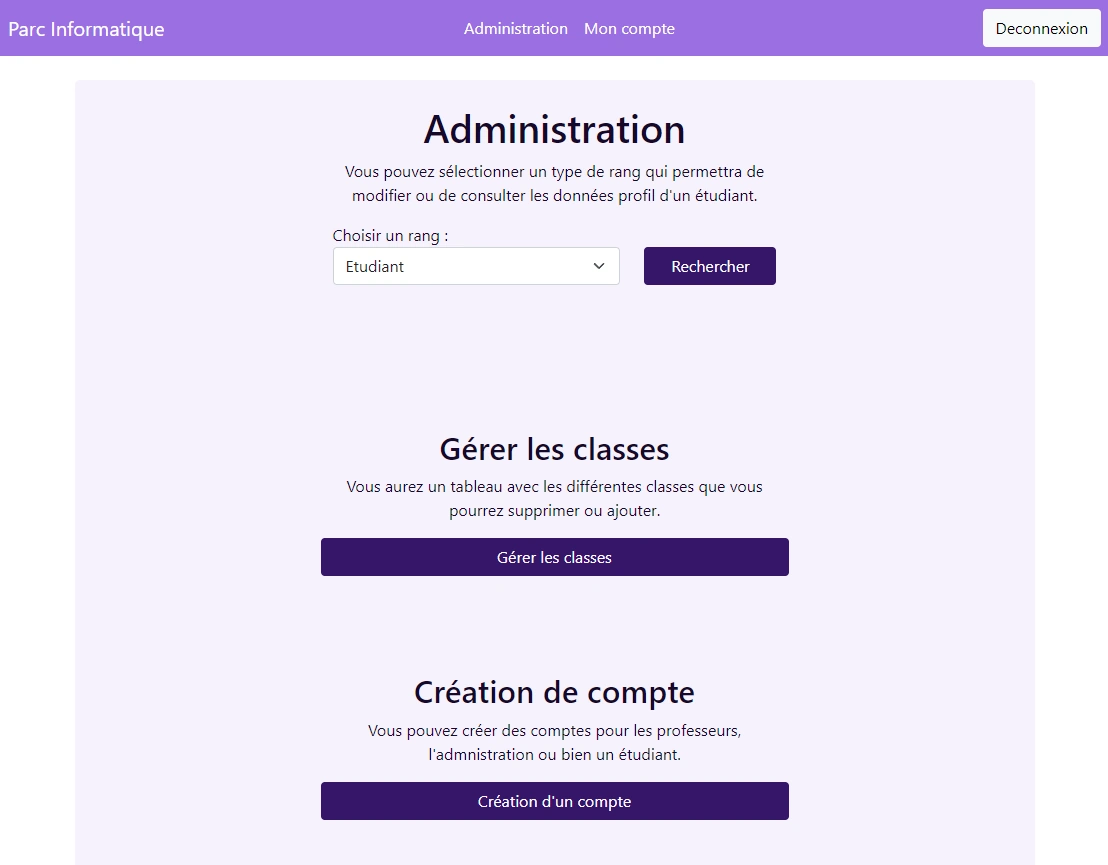 Parc Informatique
Administration
Mon compte
Deconnexion
Administration
Vous pouvez sélectionner un type de rang qui permettra de
modifier ou de consulter les données profil d'un étudiant.
Choisir un rang :
Etudiant
Rechercher
Gérer les classes
Vous aurez un tableau avec les différentes classes que vous
pourrez supprimer ou ajouter.
Gérer les classes
Création de compte
Vous pouvez créer des comptes pour les professeurs,
l'admnistration ou bien un étudiant.
Création d'un compte